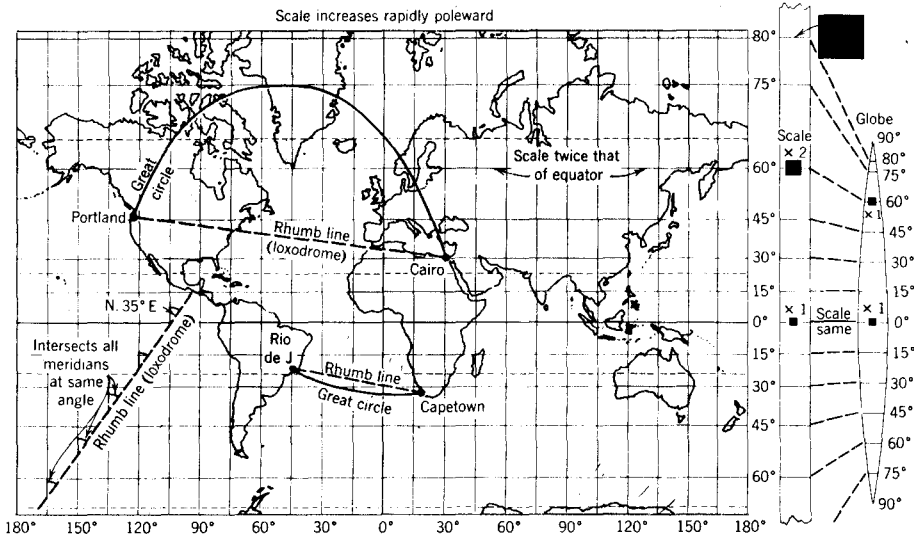 Scale increases rapidly poleward
80°
75°
60°
45°
30°
15°
0°
15°
30°
45°
60°
180° 150° 120° 90° 60° 30° 0° 30° 60° 90° 120° 150° 180°
Great
circle
Portland
Rhumb line
(loxodrome)
Cairo
Scale twice that
of equator
N. 35° E
Intersects all
meridians
at same
angle
Rhumb line (loxodrome)
Rio
de J.
Rhumb line
Great circle
Capetown
Scale
× 2
× 1
Scale
same
Globe
90°
80°
75°
60°
× 1
45°
30°
15°
× 1
0°
15°
30°
45°
60°
75°
90°